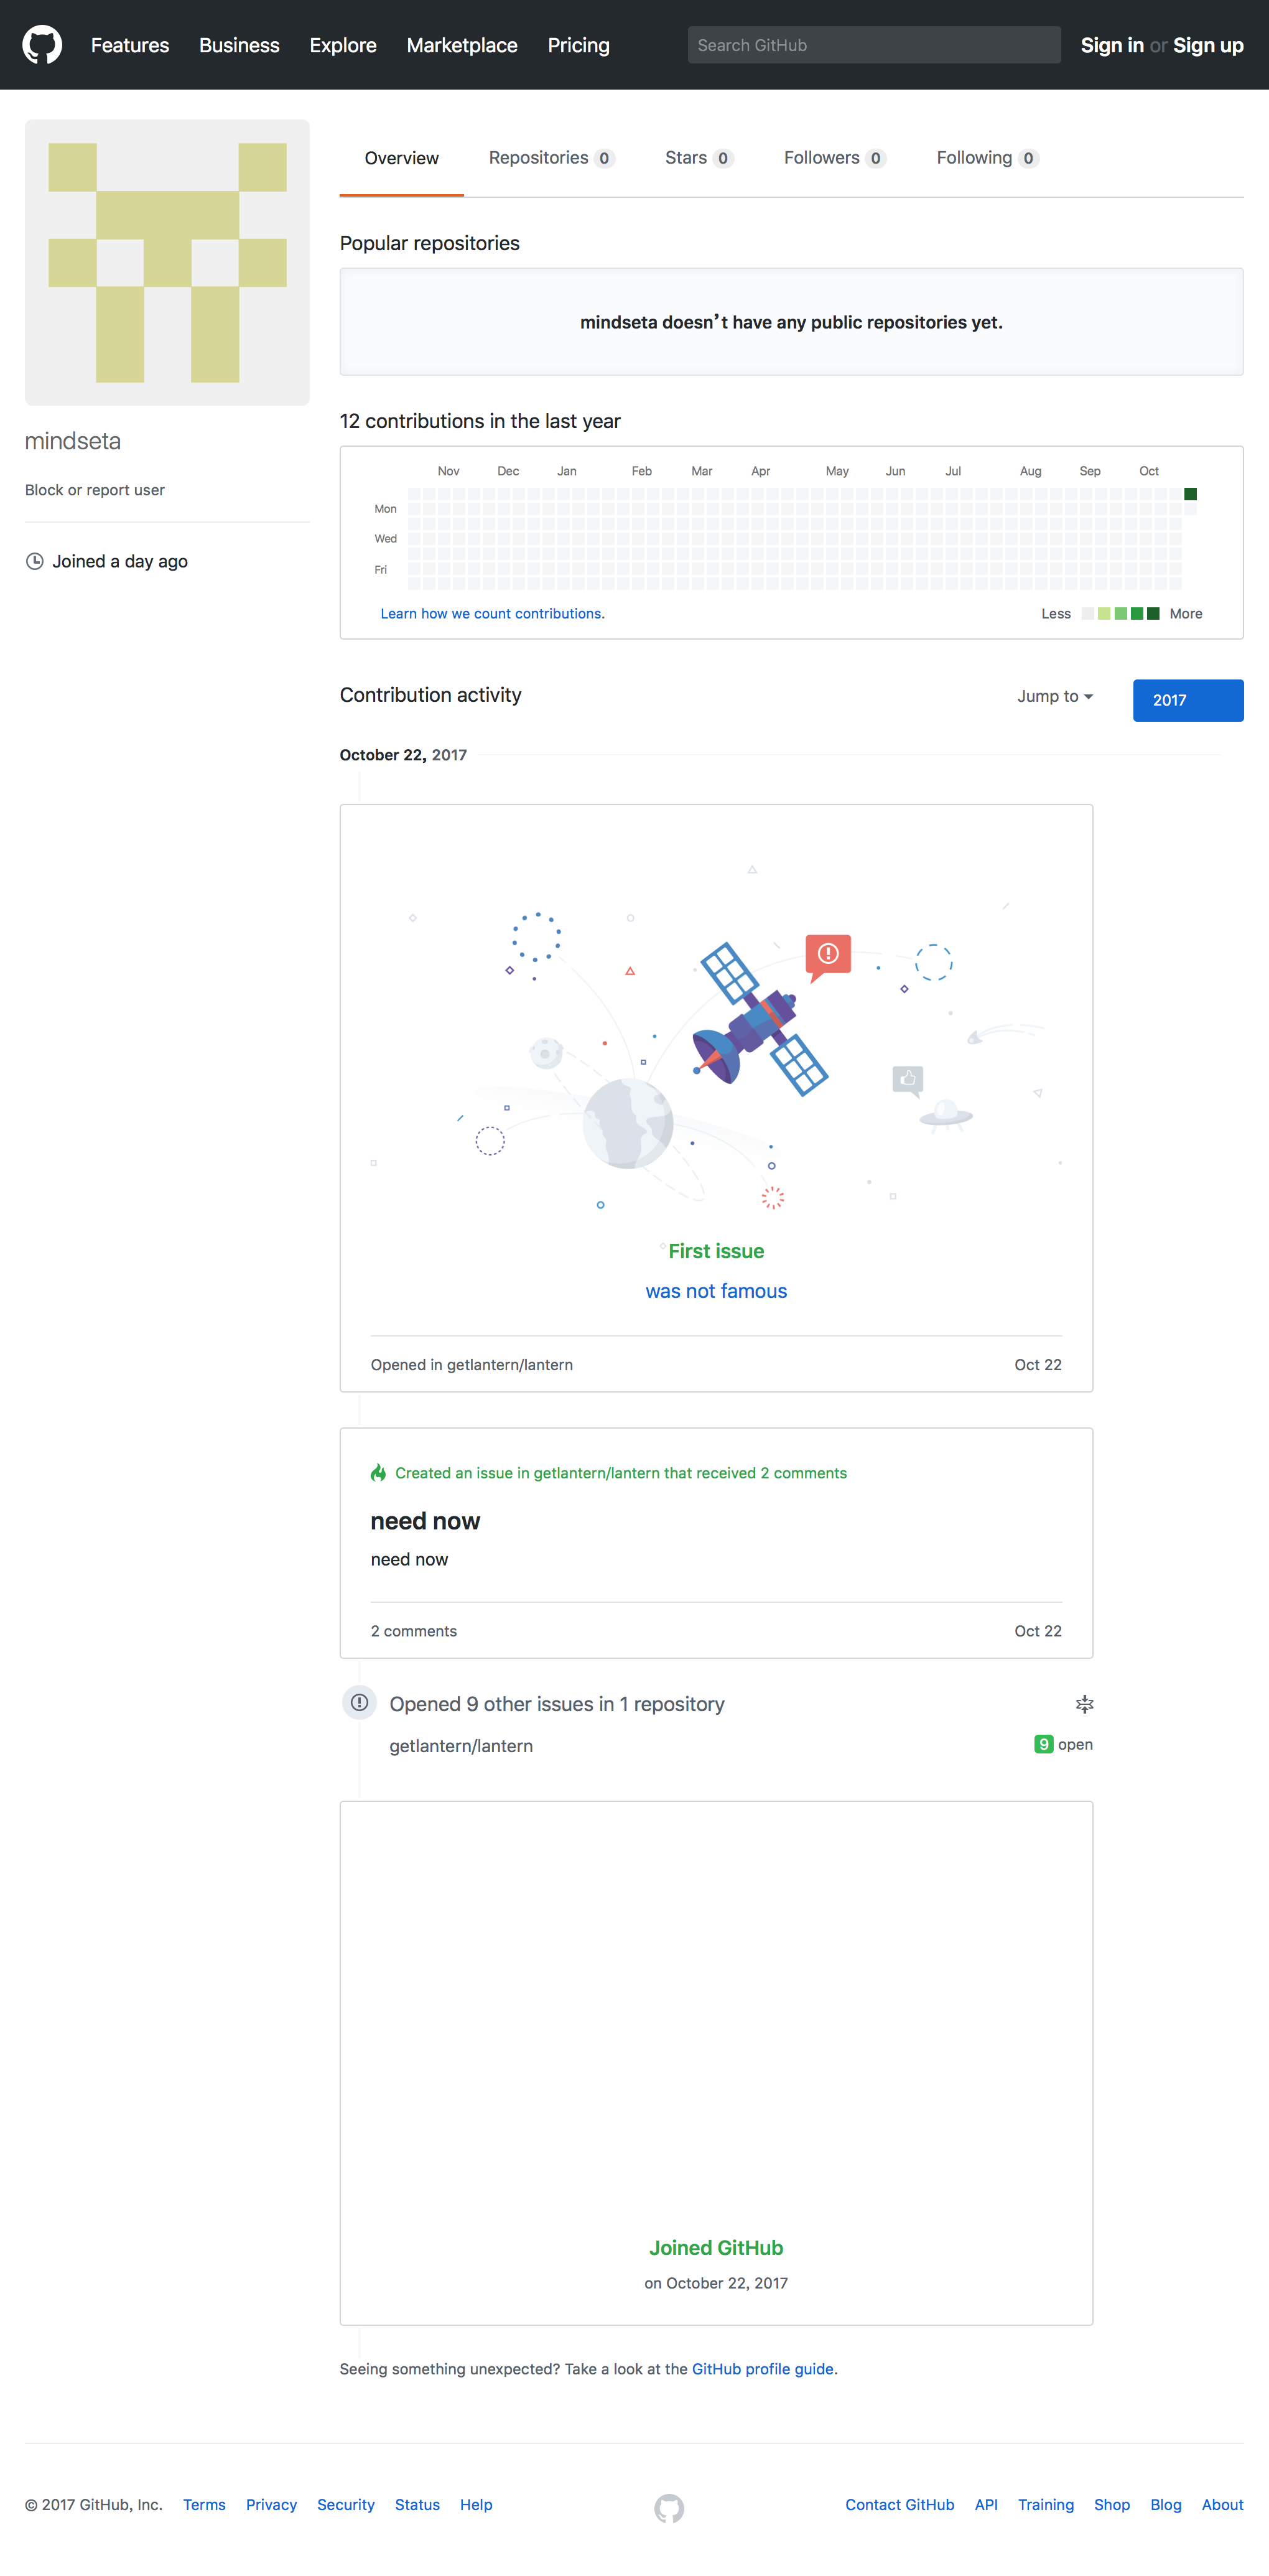 Features Business Explore Marketplace Pricing Search GitHub Sign in or Sign up
Overview Repositories 0 Stars 0 Followers 0 Following 0
mindseta
Block or report user
Joined a day ago
Popular repositories
mindseta doesn’t have any public repositories yet.
12 contributions in the last year
Nov Dec Jan Feb Mar Apr May Jun Jul Aug Sep Oct
Mon
Wed
Fri
Learn how we count contributions. Less More
Contribution activity Jump to 2017
October 22, 2017
First issue
was not famous
Opened in getlantern/lantern Oct 22
Created an issue in getlantern/lantern that received 2 comments
need now
need now
2 comments Oct 22
Opened 9 other issues in 1 repository
getlantern/lantern 9 open
Joined GitHub
on October 22, 2017
Seeing something unexpected? Take a look at the GitHub profile guide.
© 2017 GitHub, Inc. Terms Privacy Security Status Help Contact GitHub API Training Shop Blog About